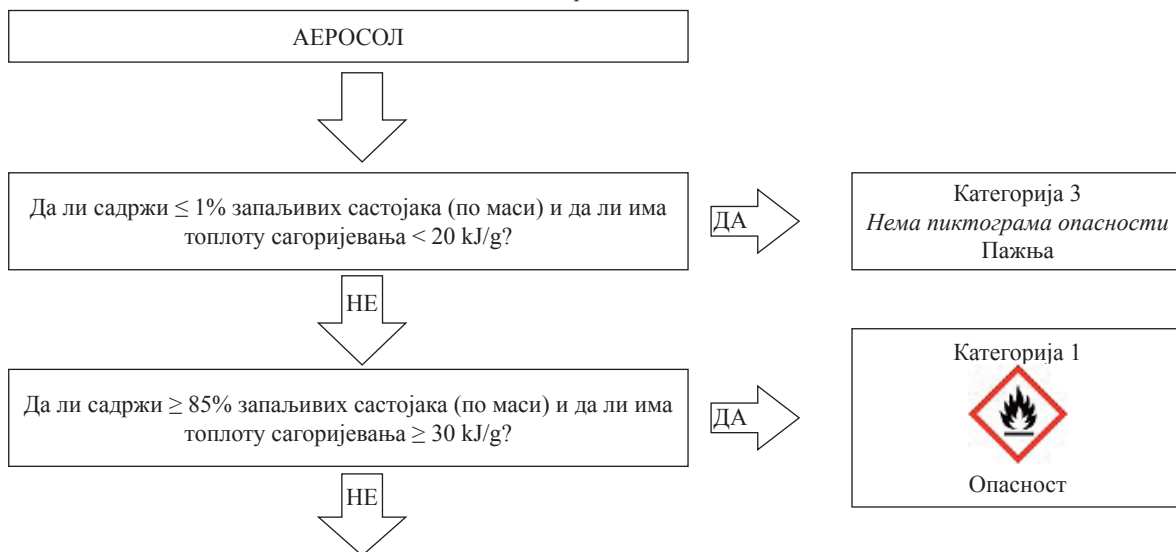 АЕРОСОЛ
Да ли садржи ≤ 1% запаљивих састојака (по маси) и да ли има
топлоту сагоријевања < 20 kJ/g?
ДА
Категорија 3
Нема пиктограма опасности
Пажња
НЕ
Да ли садржи ≥ 85% запаљивих састојака (по маси) и да ли има
топлоту сагоријевања ≥ 30 kJ/g?
ДА
Категорија 1
Опасност
НЕ